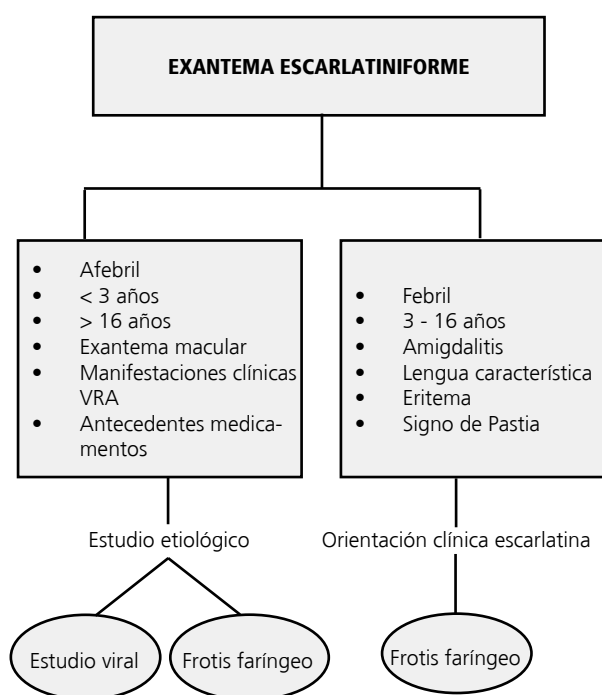 EXANTEMA ESCARLATINIFORME
• Afebril
• < 3 años
• > 16 años
• Exantema macular
• Manifestaciones clínicas
VRA
• Antecedentes medica-
mentos
• Febril
• 3 - 16 años
• Amigdalitis
• Lengua característica
• Eritema
• Signo de Pastia
Estudio etiológico
Orientación clínica escarlatina
Estudio viral
Frotis faríngeo
Frotis faríngeo